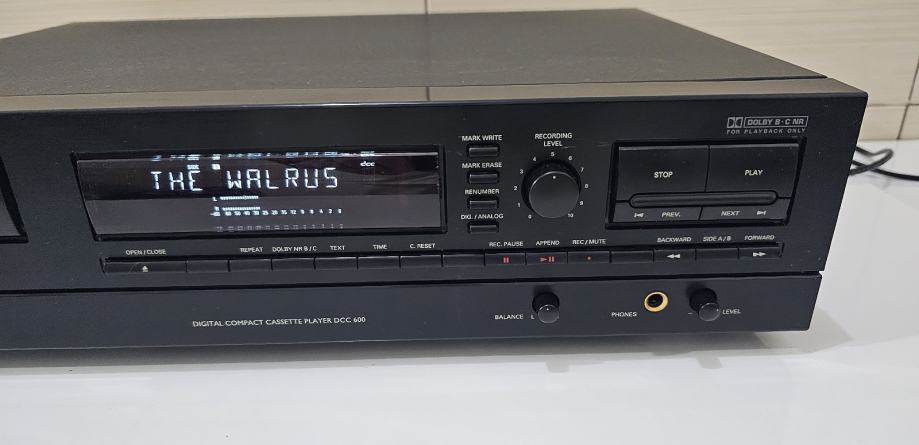 DOLBY B·C NR
FOR PLAYBACK ONLY
MARK WRITE
MARK ERASE
RENUMBER
DIG. / ANALOG
RECORDING
LEVEL
0 1 2 3 4 5 6 7 8 9 10
STOP
PLAY
PREV.
NEXT
dcc
THE WALRUS
OPEN/CLOSE
REPEAT
DOLBY NR B/C
TEXT
TIME
C. RESET
REC. PAUSE
APPEND
REC/MUTE
BACKWARD
SIDE A/B
FORWARD
DIGITAL COMPACT CASSETTE PLAYER DCC 600
BALANCE
L
PHONES
LEVEL